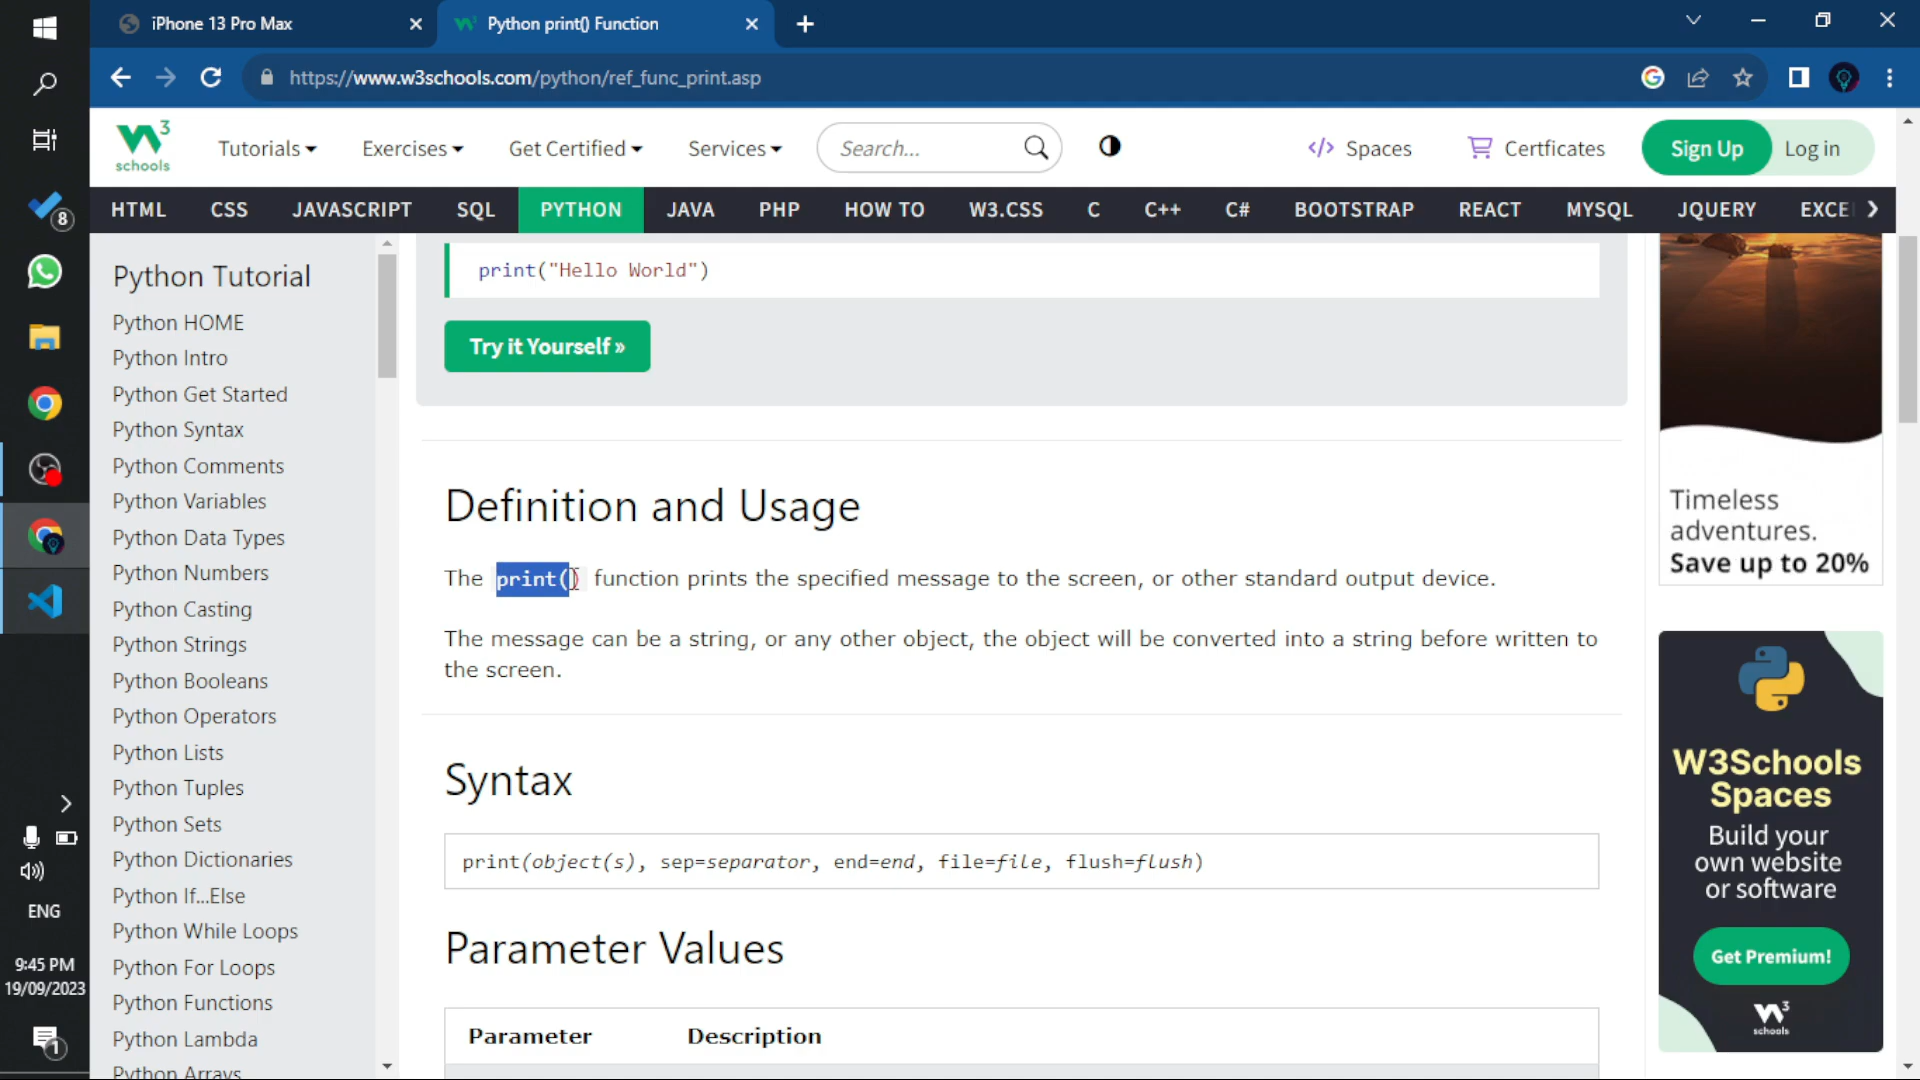 iPhone 13 Pro Max
Python print() Function
https://www.w3schools.com/python/ref_func_print.asp
W3 schools
Tutorials
Exercises
Get Certified
Services
Search...
Spaces
Certficates
Sign Up
Log in
HTML CSS JAVASCRIPT SQL PYTHON JAVA PHP HOW TO W3.CSS C C++ C# BOOTSTRAP REACT MYSQL JQUERY EXCE
8
ENG
9:45 PM
19/09/2023
1
Python Tutorial
Python HOME
Python Intro
Python Get Started
Python Syntax
Python Comments
Python Variables
Python Data Types
Python Numbers
Python Casting
Python Strings
Python Booleans
Python Operators
Python Lists
Python Tuples
Python Sets
Python Dictionaries
Python If...Else
Python While Loops
Python For Loops
Python Functions
Python Lambda
Python Arrays
print("Hello World")
Try it Yourself »
Definition and Usage
The print() function prints the specified message to the screen, or other standard output device.
The message can be a string, or any other object, the object will be converted into a string before written to
the screen.
Syntax
print(object(s), sep=separator, end=end, file=file, flush=flush)
Parameter Values
Parameter Description
Timeless
adventures.
Save up to 20%
W3Schools
Spaces
Build your
own website
or software
Get Premium!
W3 schools